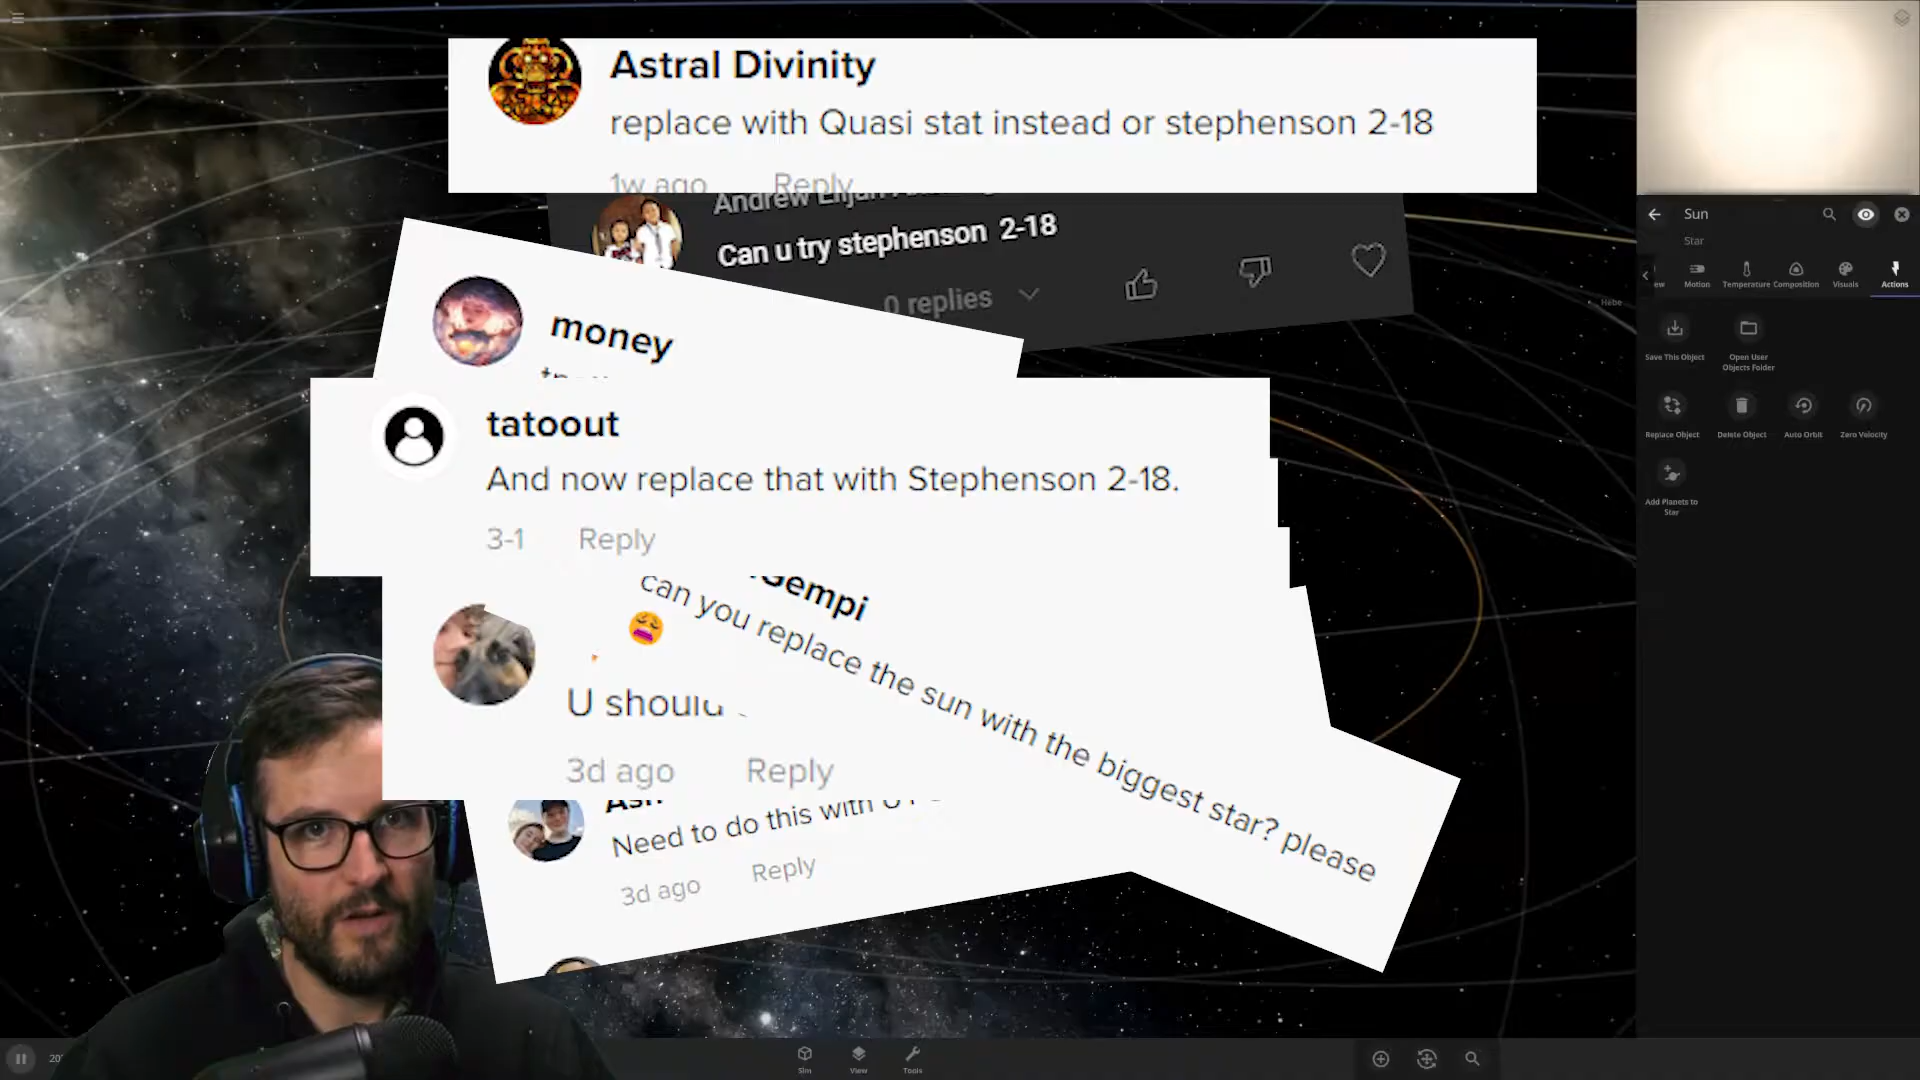 Astral Divinity
replace with Quasi stat instead or stephenson 2-18
1w ago Reply
Andrew Elijah
Can u try stephenson 2-18
0 replies
money
tatoout
And now replace that with Stephenson 2-18.
3-1 Reply
Gempi
can you replace the sun with the biggest star? please
😩
U should
3d ago Reply
Ash
Need to do this with
3d ago Reply
Sun
Star
Motion Temperature Composition Visuals Actions
Hebe
Save This Object
Open User
Objects Folder
Replace Object
Delete Object
Auto Orbit
Zero Velocity
Add Planets to
Star
Sim
View
Tools